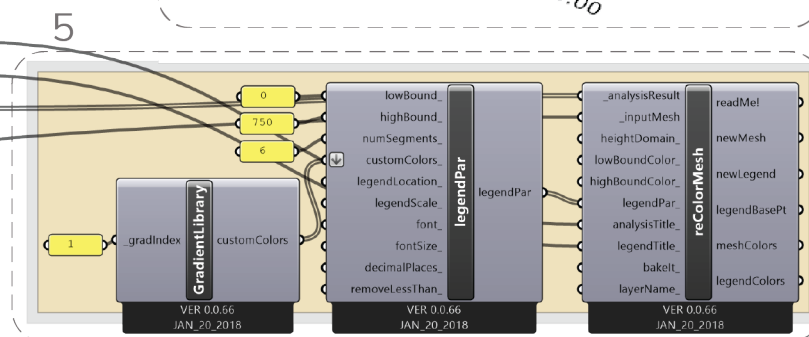 5
.00
0
750
6
1
_gradIndex
GradientLibrary
customColors
VER 0.0.66
JAN_20_2018
lowBound_
highBound_
numSegments_
customColors_
legendLocation_
legendScale_
font_
fontSize_
decimalPlaces_
removeLessThan_
legendPar
legendPar
VER 0.0.66
JAN_20_2018
_analysisResult
_inputMesh
heightDomain_
lowBoundColor_
highBoundColor_
legendPar_
analysisTitle_
legendTitle_
bakeIt_
layerName_
reColorMesh
readMe!
newMesh
newLegend
legendBasePt
meshColors
legendColors
VER 0.0.66
JAN_20_2018